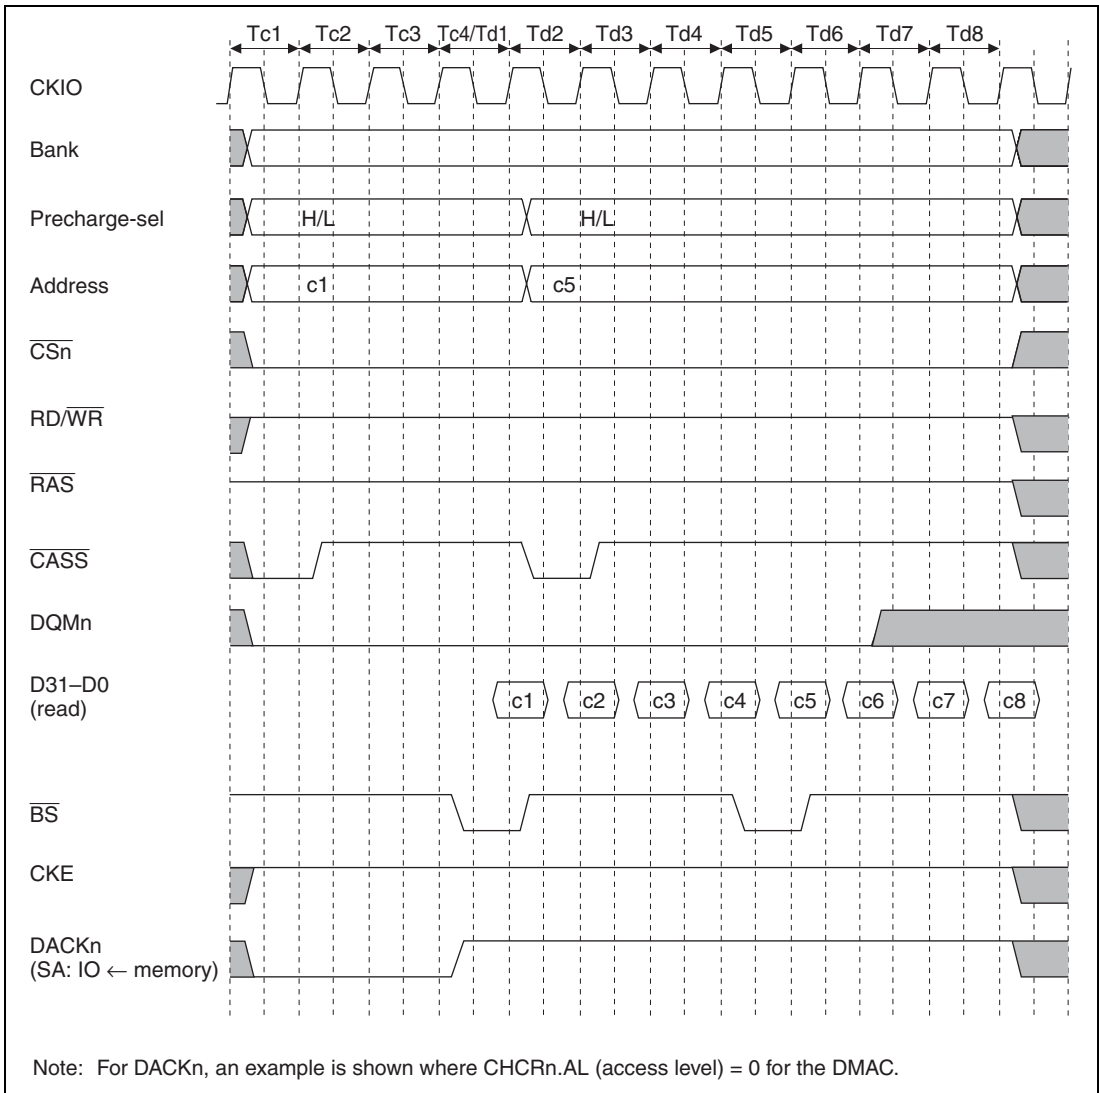 Tc1 Tc2 Tc3 Tc4/Td1 Td2 Td3 Td4 Td5 Td6 Td7 Td8
CKIO
Bank
Precharge-sel H/L H/L
Address c1 c5
CSn
RD/WR
RAS
CASS
DQMn
D31–D0
(read) c1 c2 c3 c4 c5 c6 c7 c8
BS
CKE
DACKn
(SA: IO ← memory)
Note: For DACKn, an example is shown where CHCRn.AL (access level) = 0 for the DMAC.